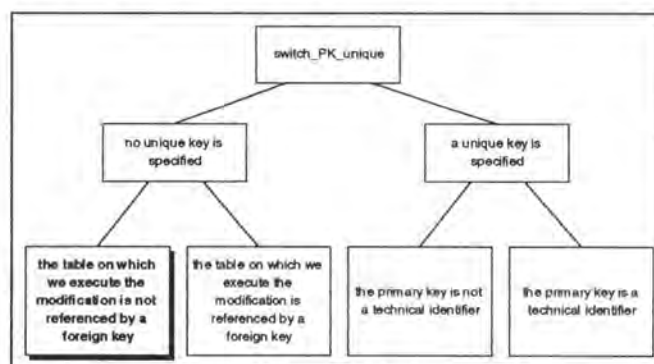 switch_PK_unique
no unique key is
specified
a unique key is
specified
the table on which
we execute the
modification is not
referenced by a
foreign key
the table on which we
execute the
modification is
referenced by a
foreign key
the primary key is not
a technical identifier
the primary key is a
technical identifier